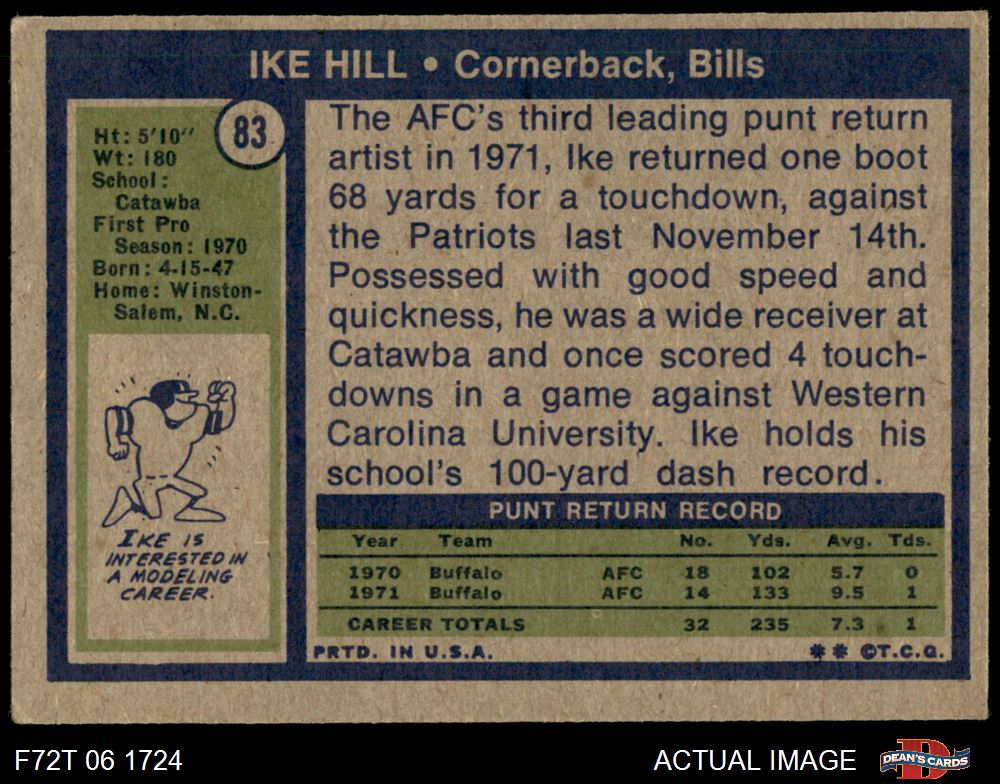 IKE HILL • Cornerback, Bills
83
Ht: 5'10"
Wt: 180
School:
Catawba
First Pro
Season: 1970
Born: 4-15-47
Home: Winston-
Salem, N.C.
IKE IS
INTERESTED IN
A MODELING
CAREER.
The AFC's third leading punt return
artist in 1971, Ike returned one boot
68 yards for a touchdown, against
the Patriots last November 14th.
Possessed with good speed and
quickness, he was a wide receiver at
Catawba and once scored 4 touch-
downs in a game against Western
Carolina University. Ike holds his
school's 100-yard dash record.
PUNT RETURN RECORD
Year Team No. Yds. Avg. Tds.
1970 Buffalo AFC 18 102 5.7 0
1971 Buffalo AFC 14 133 9.5 1
CAREER TOTALS 32 235 7.3 1
PRTD. IN U.S.A. ** ©T.C.G.
F72T 06 1724 ACTUAL IMAGE
D
DEAN'S CARDS